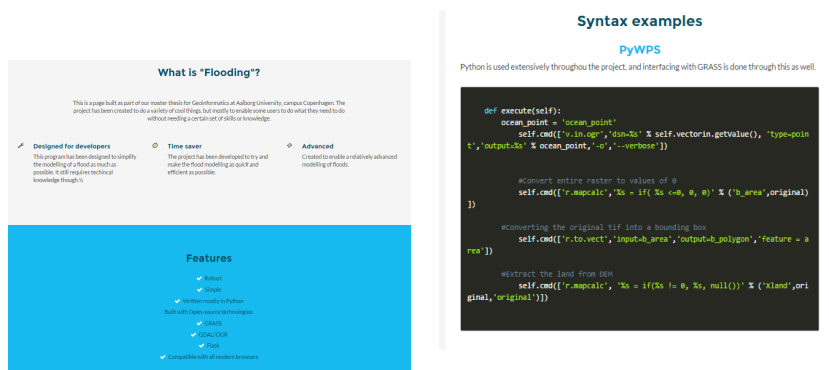 What is "Flooding"?
This is a page built as part of our master thesis for Geoinformatics at Aalborg University, campus Copenhagen. The
project has been created to do a variety of cool things, but mostly to enable some users to do what they need to do
without needing a certain set of skills or knowledge.
Designed for developers
This program has been designed to simplify
the modelling of a flood as much as
possible. It still requires techincal
knowledge though.%
Time saver
The project has been developed to try and
make the flood modelling as quick and
efficient as possible.
Advanced
Created to enable a relatively advanced
modelling of floods.
Features
Robust
Simple
Written mostly in Python
Built with Open-source technologies
GRASS
GDAL/OGR
Flask
Compatible with all modern browsers
Syntax examples
PyWPS
Python is used extensively throughou the project, and interfacing with GRASS is done through this as well.
def execute(self):
ocean_point = 'ocean_point'
self.cmd(['v.in.ogr','dsn=%s' % self.vectorin.getValue(), 'type=poin
t','output=%s' % ocean_point,'-o','--verbose'])
#Convert entire raster to values of 0
self.cmd(['r.mapcalc','%s = if( %s <=0, 0, 0)' % ('b_area',original)
])
#Converting the original tif into a bounding box
self.cmd(['r.to.vect','input=b_area','output=b_polygon','feature = a
rea'])
#Extract the land from DEM
self.cmd(['r.mapcalc', '%s = if(%s != 0, %s, null())' % ('Xland',ori
ginal,'original')])